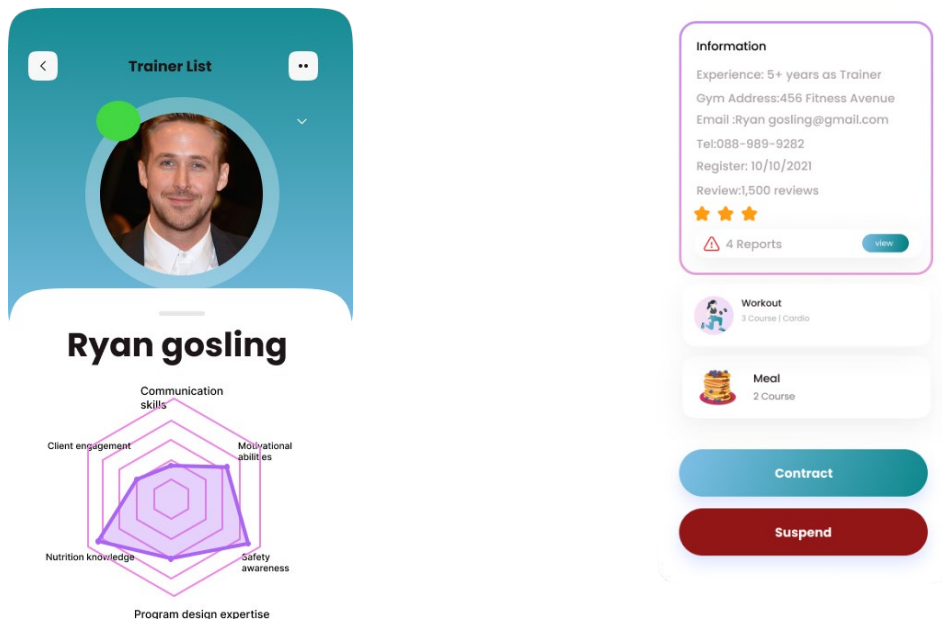 Trainer List
Ryan gosling
Communication
skills
Client engagement
Motivational
abilities
Nutrition knowledge
Safety
awareness
Program design expertise
Information
Experience: 5+ years as Trainer
Gym Address:456 Fitness Avenue
Email :Ryan gosling@gmail.com
Tel:088-989-9282
Register: 10/10/2021
Review:1,500 reviews
4 Reports
view
Workout
3 Course | Cardio
Meal
2 Course
Contract
Suspend